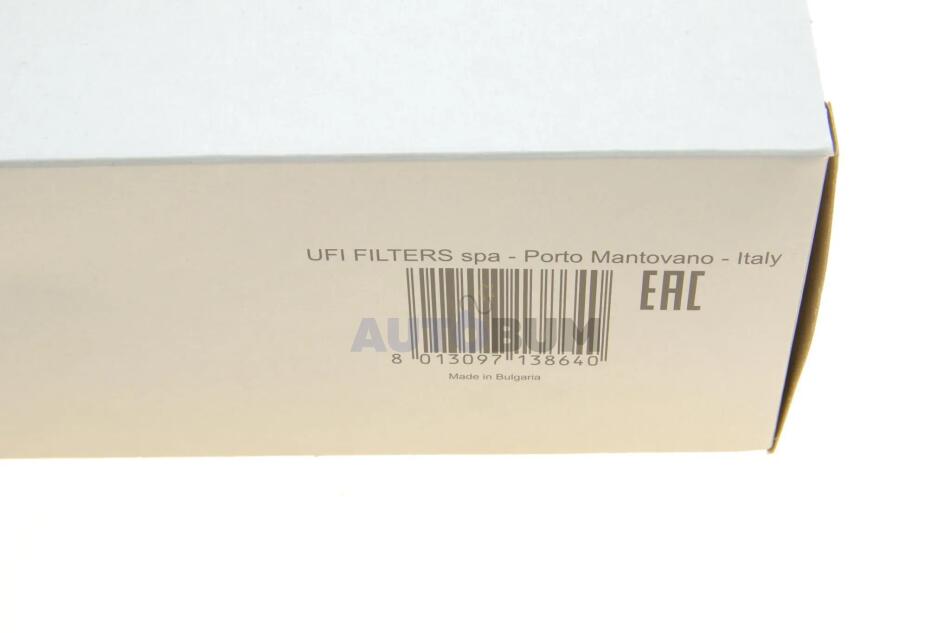 UFI FILTERS spa - Porto Mantovano - Italy
EAC
AUTOBUM
8 013097 138640
Made in Bulgaria